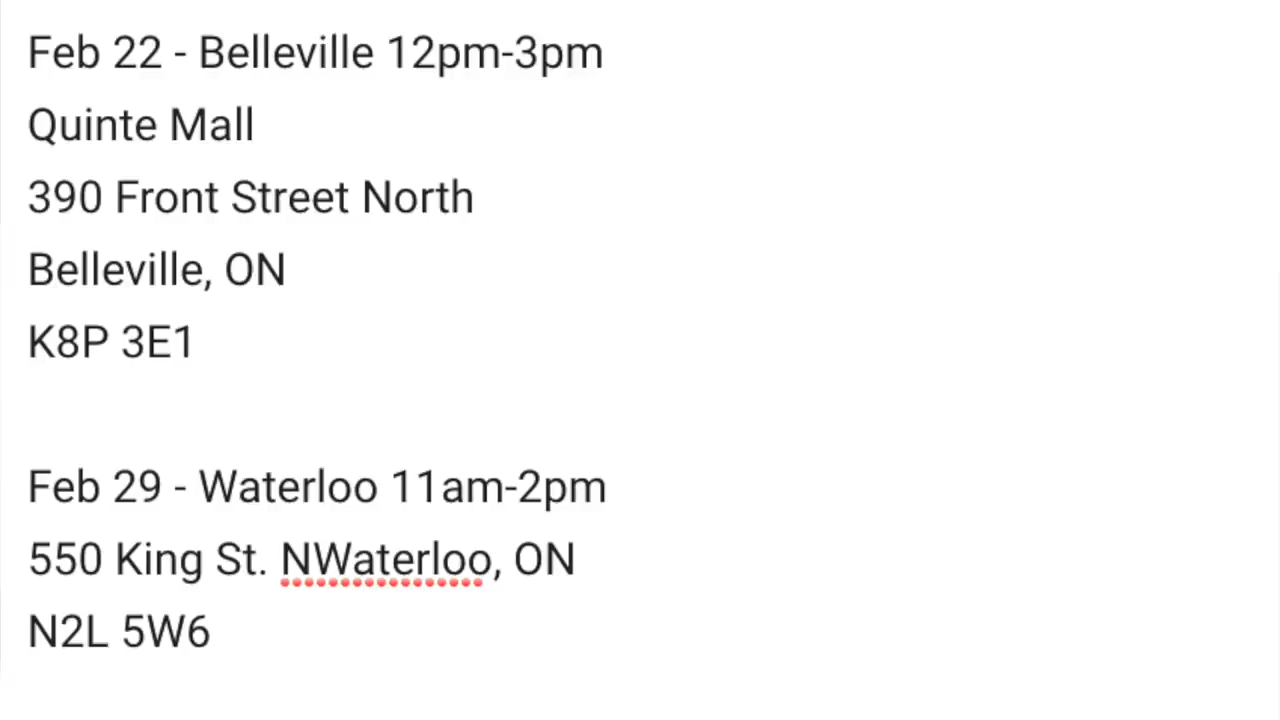 Feb 22 - Belleville 12pm-3pm
Quinte Mall
390 Front Street North
Belleville, ON
K8P 3E1
Feb 29 - Waterloo 11am-2pm
550 King St. NWaterloo, ON
N2L 5W6